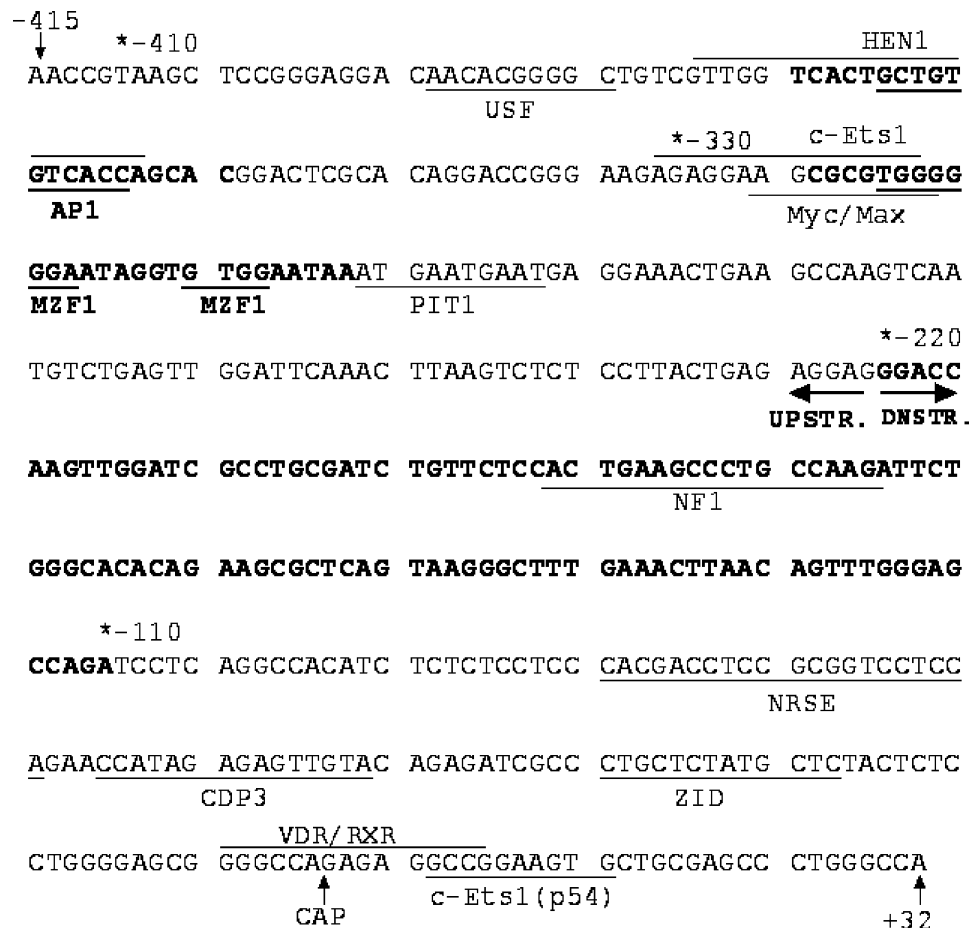 -415
*-410
HEN1
AACCGTAAGC TCCGGGAGGA CAACACGGGG CTGTCGTTGG TCACTGCTGT
USF
*-330 c-Ets1
GTCACCAGCA CGGACTCGCA CAGGACCGGG AAGAGAGGAA GCGCGTGGGG
AP1 Myc/Max
GGAATAGGTG TGGAATAAAT GAATGAATGA GGAAACTGAA GCCAAGTCAA
MZF1 MZF1 PIT1
*-220
TGTCTGAGTT GGATTCAAAC TTAAGTCTCT CCTTACTGAG AGGAGGGACC
UPSTR. DNSTR.
AAGTTGGATC GCCTGCGATC TGTTCTCCAC TGAAGCCCTG CCAAGATTCT
NF1
GGGCACACAG AAGCGCTCAG TAAGGGCTTT GAAACTTAAC AGTTTGGGAG
*-110
CCAGATCCTC AGGCCACATC TCTCTCCTCC CACGACCTCC GCGGTCCTCC
NRSE
AGAACCATAG AGAGTTGTAC AGAGATCGCC CTGCTCTATG CTCTACTCTC
CDP3 ZID
VDR/RXR
CTGGGGAGCG GGGCCAGAGA GGCCGGAAGT GCTGCGAGCC CTGGGCCA
CAP c-Ets1(p54) +32